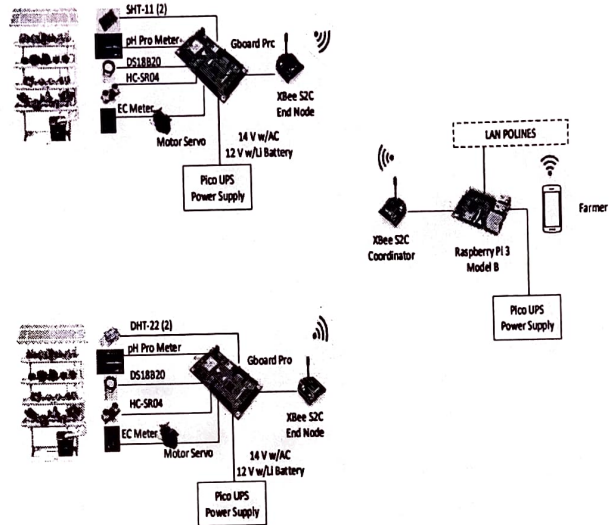 SHT-11 (2)
pH Pro Meter
Gboard Prc
DS18B20
HC-SR04
EC Meter
Motor Servo
XBee S2C
End Node
14 V w/AC
12 V w/Li Battery
Pico UPS
Power Supply
LAN POLINES
XBee S2C
Coordinator
Raspberry Pi 3
Model B
Farmer
Pico UPS
Power Supply
DHT-22 (2)
pH Pro Meter
Gboard Pro
DS18B20
HC-SR04
EC Meter
Motor Servo
XBee S2C
End Node
14 V w/AC
12 V w/Li Battery
Pico UPS
Power Supply